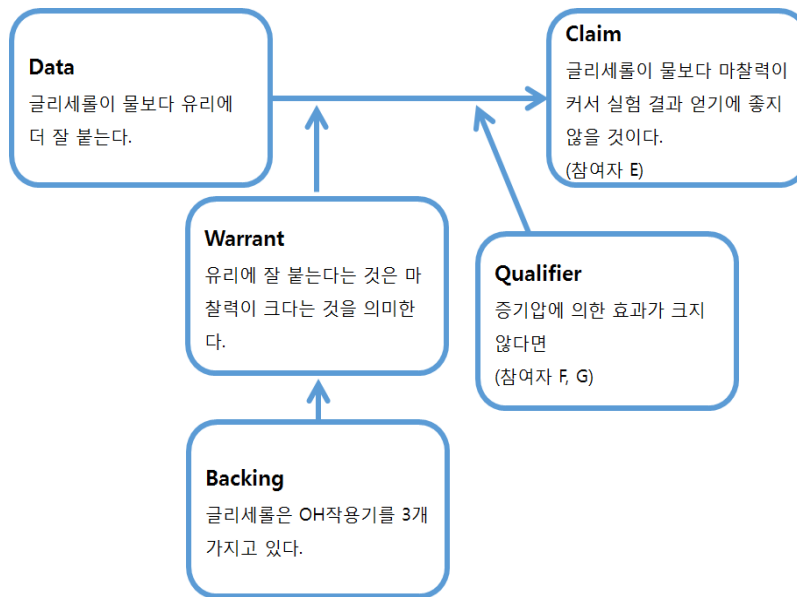 Data
글리세롤이 물보다 유리에
더 잘 붙는다.
Claim
글리세롤이 물보다 마찰력이
커서 실험 결과 얻기에 좋지
않을 것이다.
(참여자 E)
Warrant
유리에 잘 붙는다는 것은 마
찰력이 크다는 것을 의미한
다.
Qualifier
증기압에 의한 효과가 크지
않다면
(참여자 F, G)
Backing
글리세롤은 OH작용기를 3개
가지고 있다.